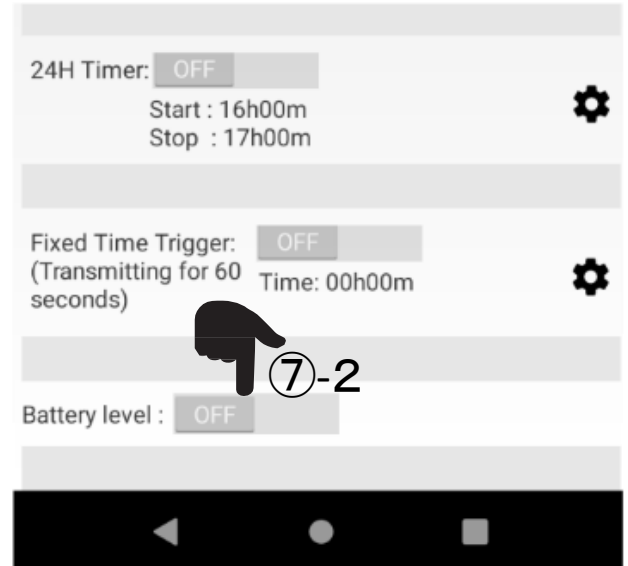 24H Timer: OFF
Start : 16h00m
Stop : 17h00m
Fixed Time Trigger: OFF
(Transmitting for 60 Time: 00h00m
seconds)
⑦-2
Battery level : OFF